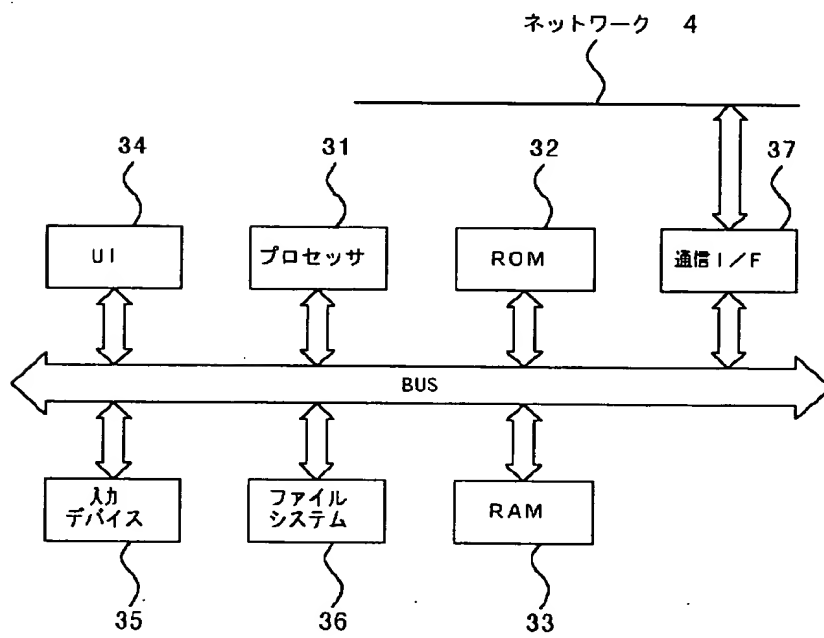 ネットワーク 4
34
31
32
37
UI
プロセッサ
ROM
通信I/F
BUS
入力
デバイス
ファイル
システム
RAM
35
36
33